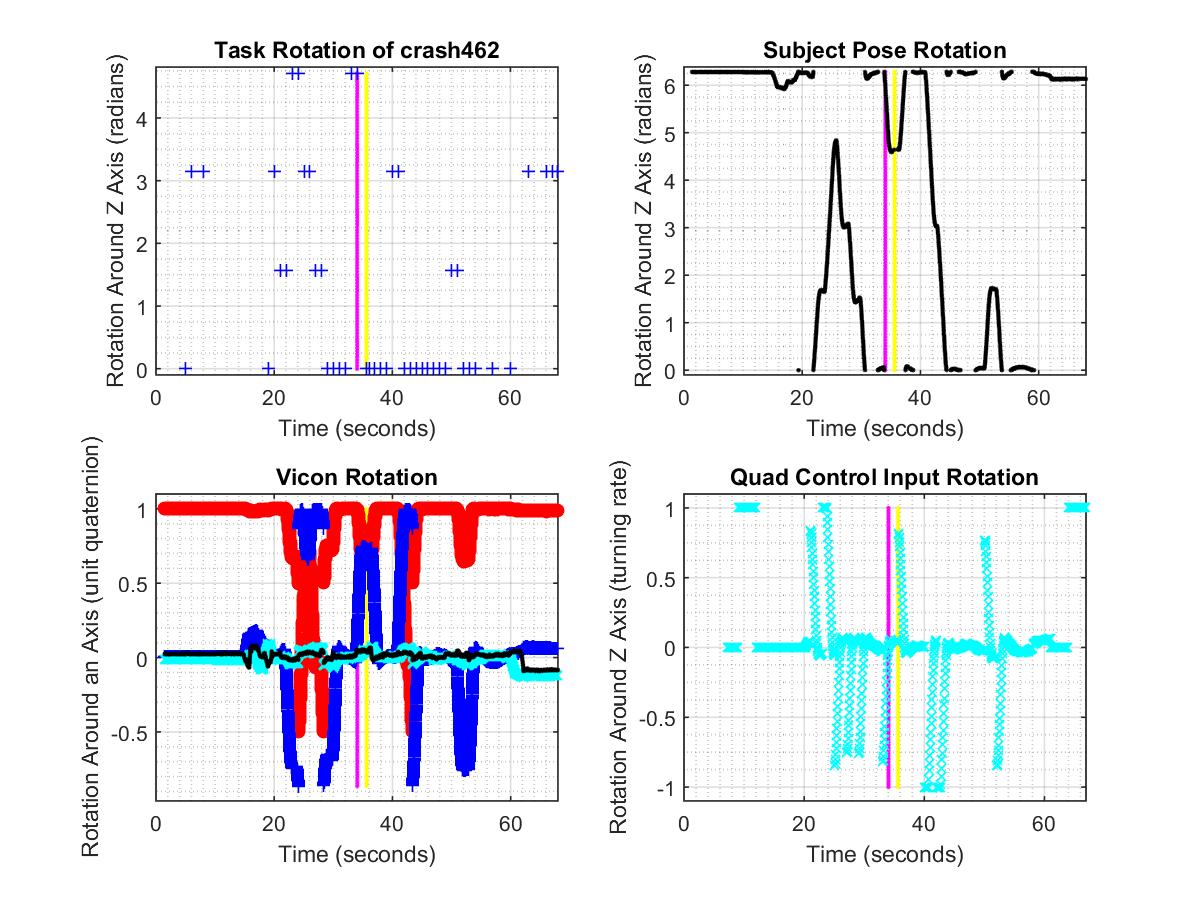 Task Rotation of crash462
Rotation Around Z Axis (radians)
4
3
2
1
0
0 20 40 60
Time (seconds)
Subject Pose Rotation
Rotation Around Z Axis (radians)
6
5
4
3
2
1
0
0 20 40 60
Time (seconds)
Vicon Rotation
Rotation Around an Axis (unit quaternion)
1
0.5
0
-0.5
0 20 40 60
Time (seconds)
Quad Control Input Rotation
Rotation Around Z Axis (turning rate)
1
0.5
0
-0.5
-1
0 20 40 60
Time (seconds)